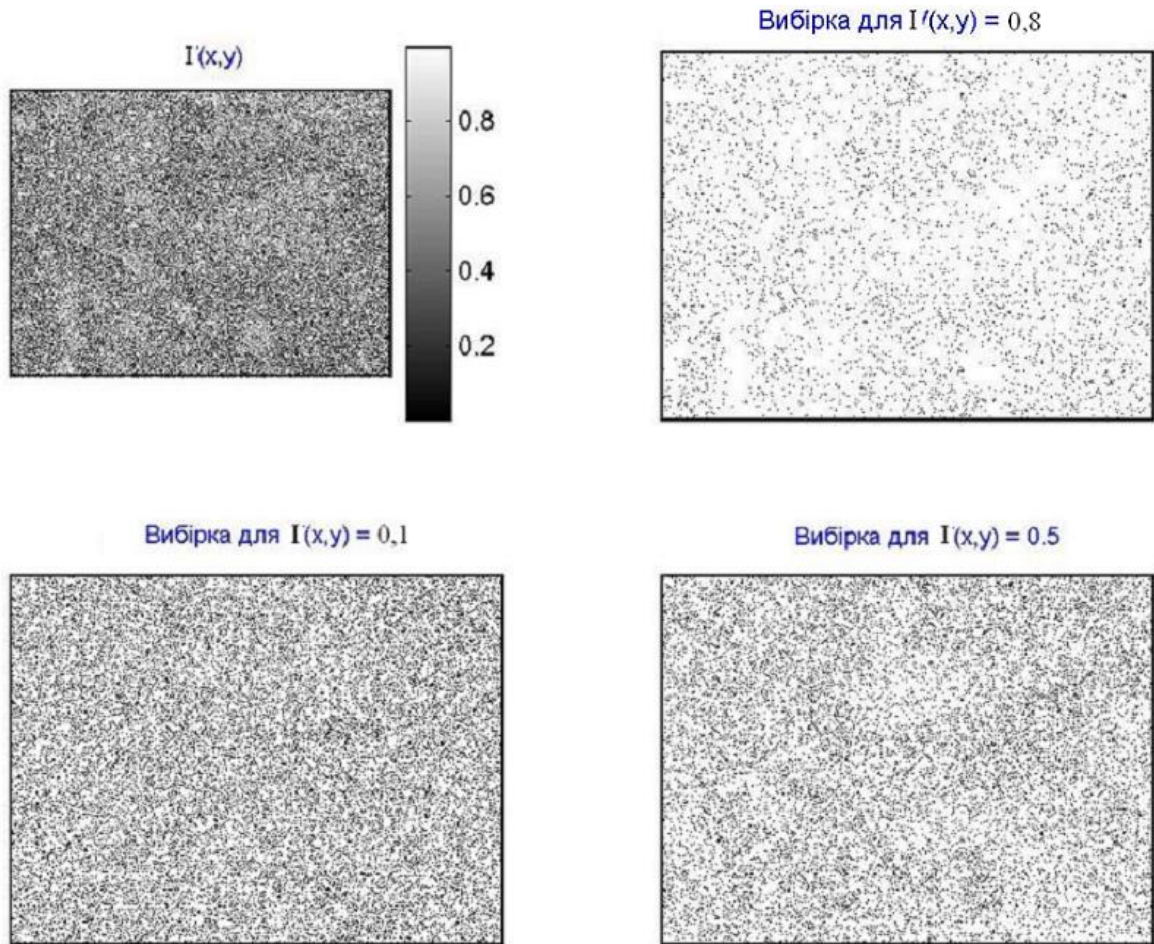 I'(x,y)
0.8
0.6
0.4
0.2
Вибірка для I'(x,y) = 0,8
Вибірка для I'(x,y) = 0,1
Вибірка для I'(x,y) = 0.5